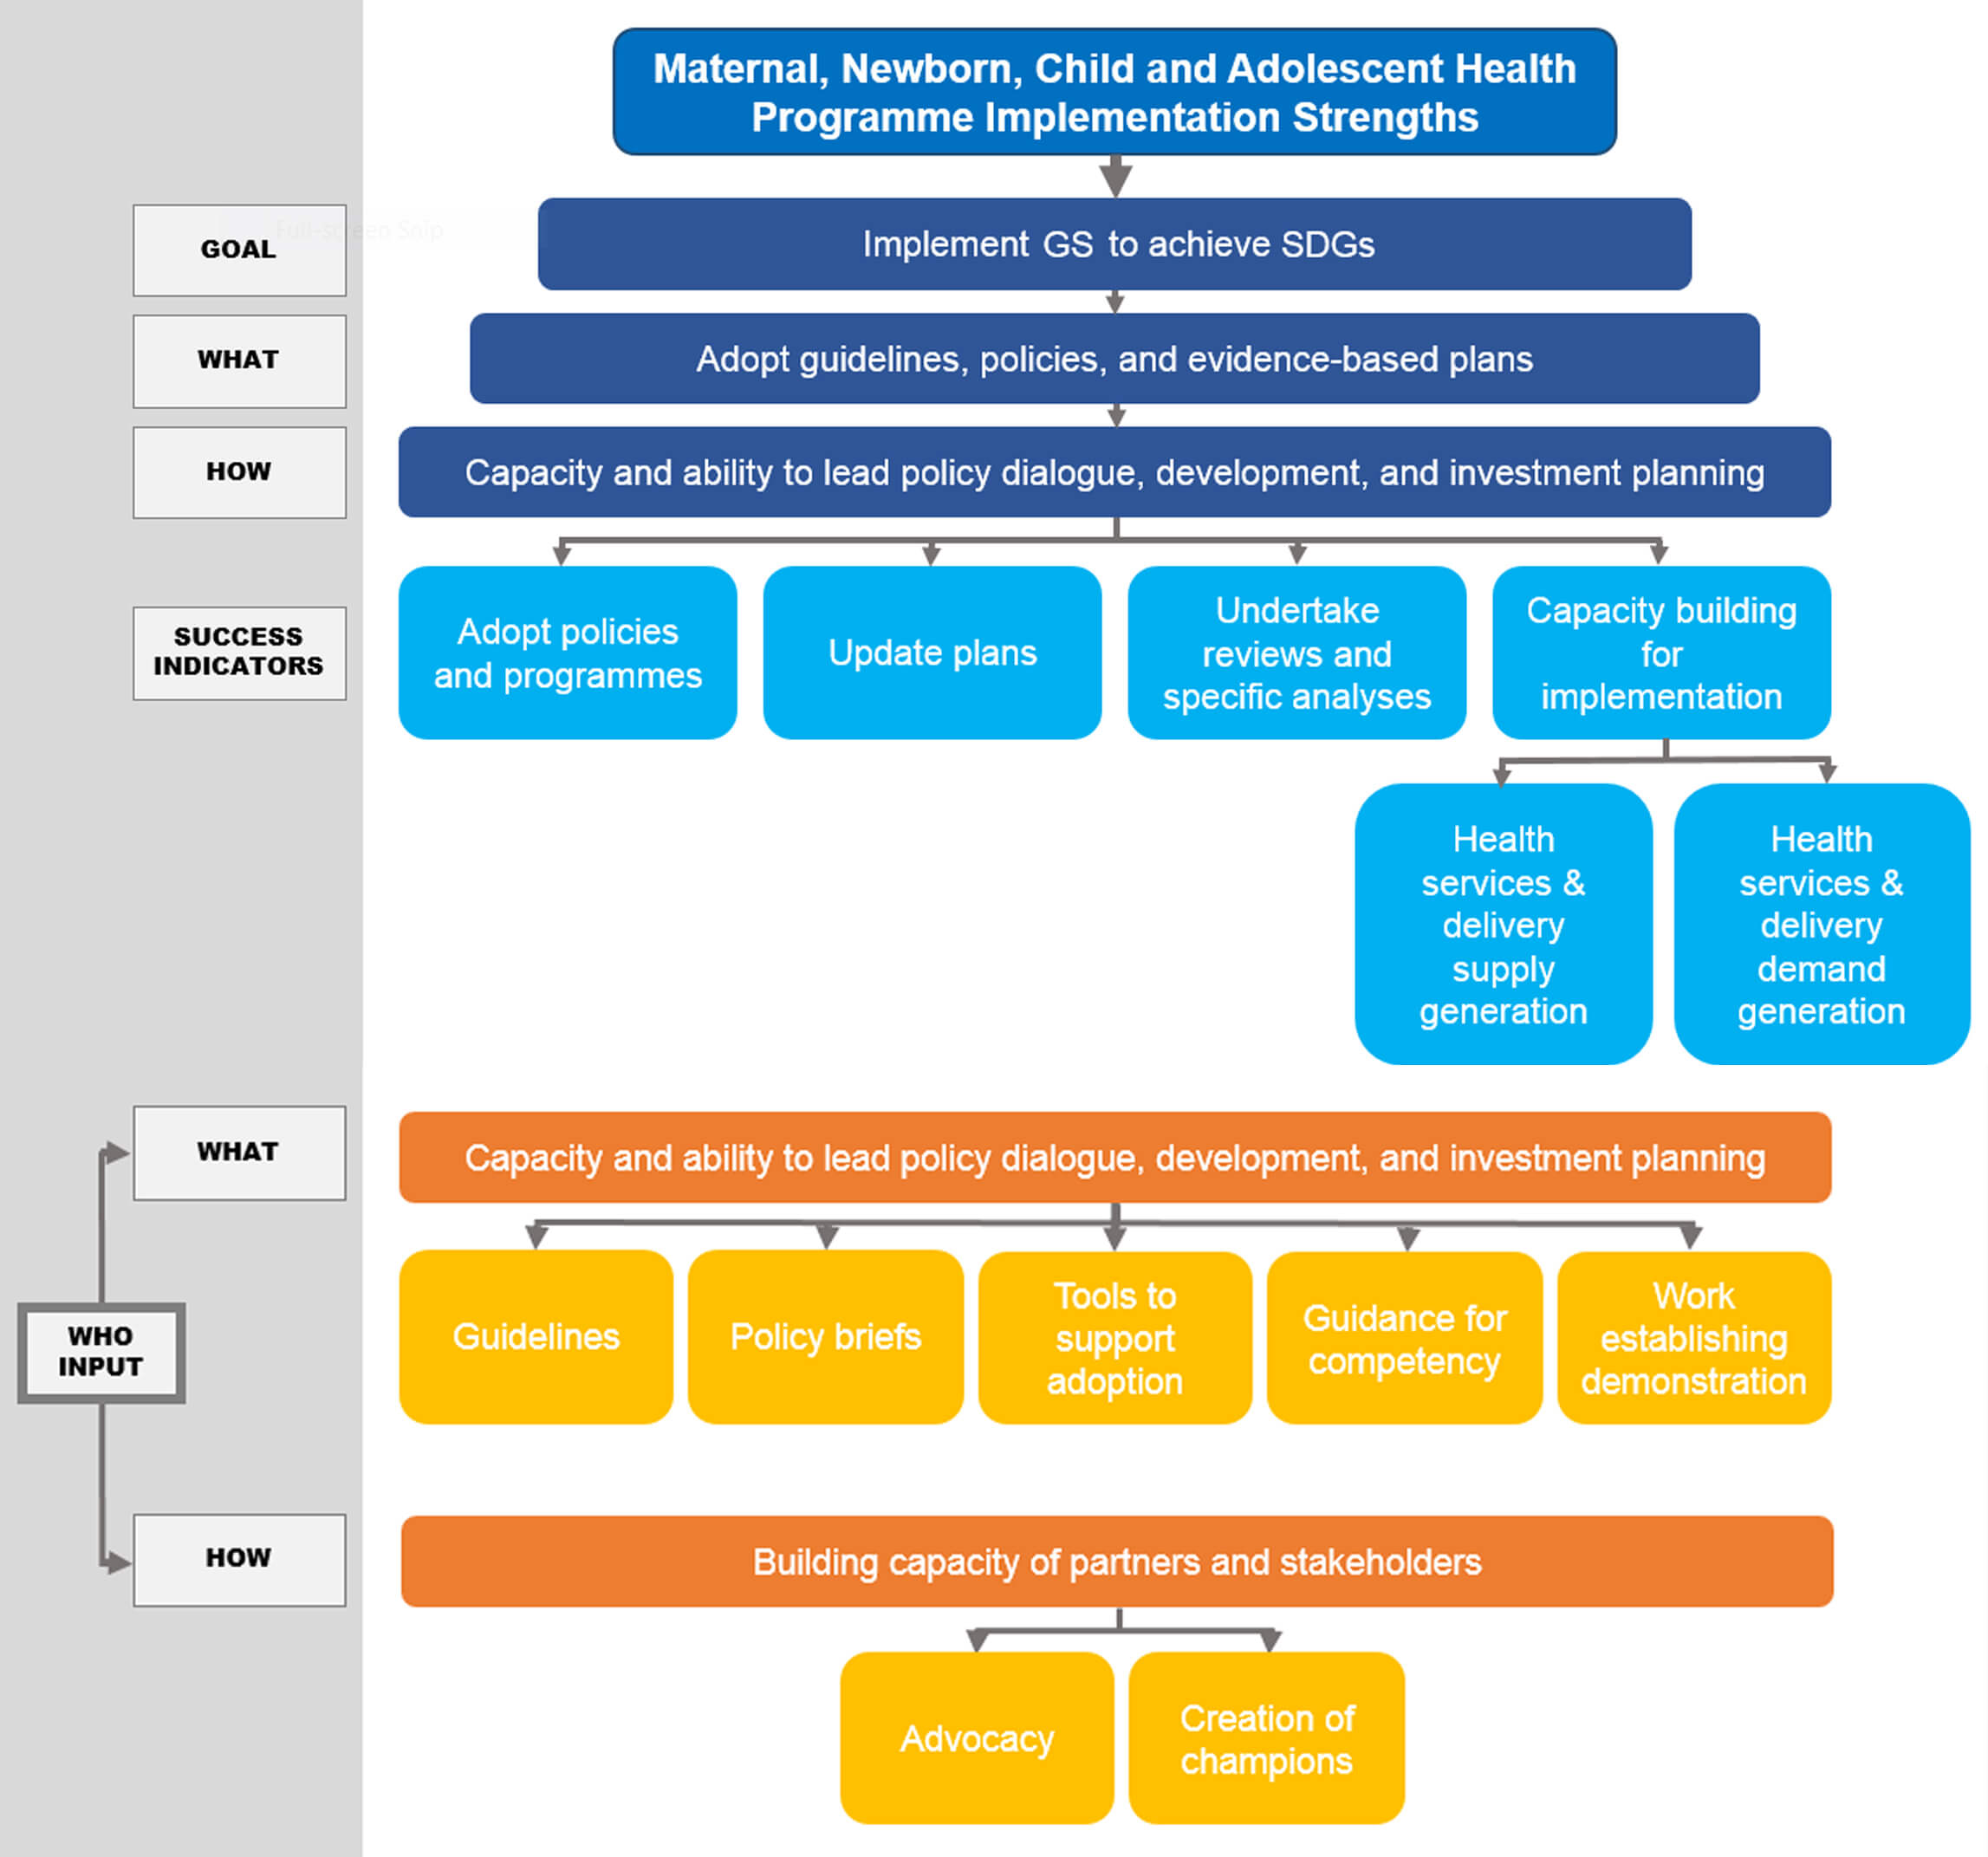 Maternal, Newborn, Child and Adolescent Health
Programme Implementation Strengths
GOAL
Full-screen Snip
Implement GS to achieve SDGs
WHAT
Adopt guidelines, policies, and evidence-based plans
HOW
Capacity and ability to lead policy dialogue, development, and investment planning
SUCCESS
INDICATORS
Adopt policies
and programmes
Update plans
Undertake
reviews and
specific analyses
Capacity building
for
implementation
Health
services &
delivery
supply
generation
Health
services &
delivery
demand
generation
WHAT
Capacity and ability to lead policy dialogue, development, and investment planning
WHO
INPUT
Guidelines
Policy briefs
Tools to
support
adoption
Guidance for
competency
Work
establishing
demonstration
HOW
Building capacity of partners and stakeholders
Advocacy
Creation of
champions